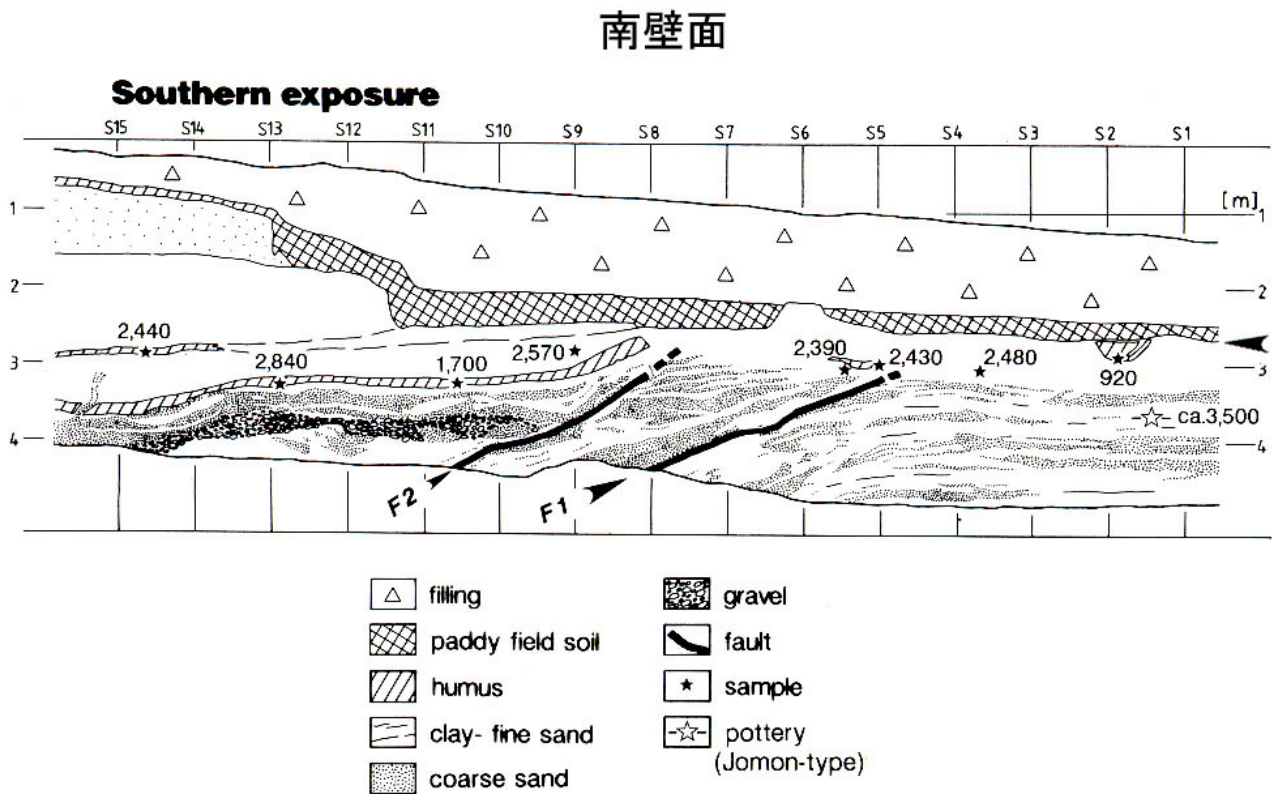 南壁面
Southern exposure
S15 S14 S13 S12 S11 S10 S9 S8 S7 S6 S5 S4 S3 S2 S1
[m]
1 1
2 2
2,440
2,840 1,700 2,570 2,390 2,430 2,480 920
3 3
ca.3,500
4 4
F2 F1
filling gravel
paddy field soil fault
humus sample
clay- fine sand pottery
(Jomon-type)
coarse sand